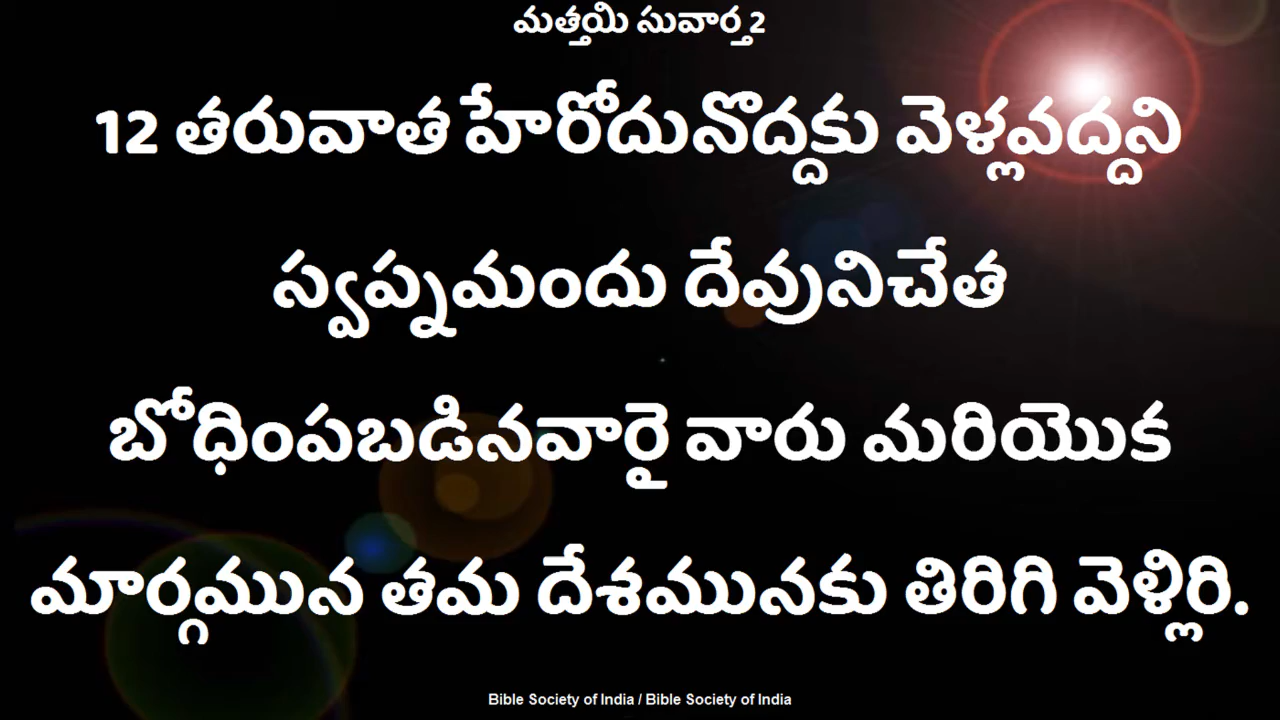 మత్తయి సువార్త2
12 తరువాత హేరోదునొద్దకు వెళ్లవద్దని
స్వప్నమందు దేవునిచేత
బోధింపబడినవారై వారు మరియొక
మార్గమున తమ దేశమునకు తిరిగి వెళ్లిరి.
Bible Society of India / Bible Society of India